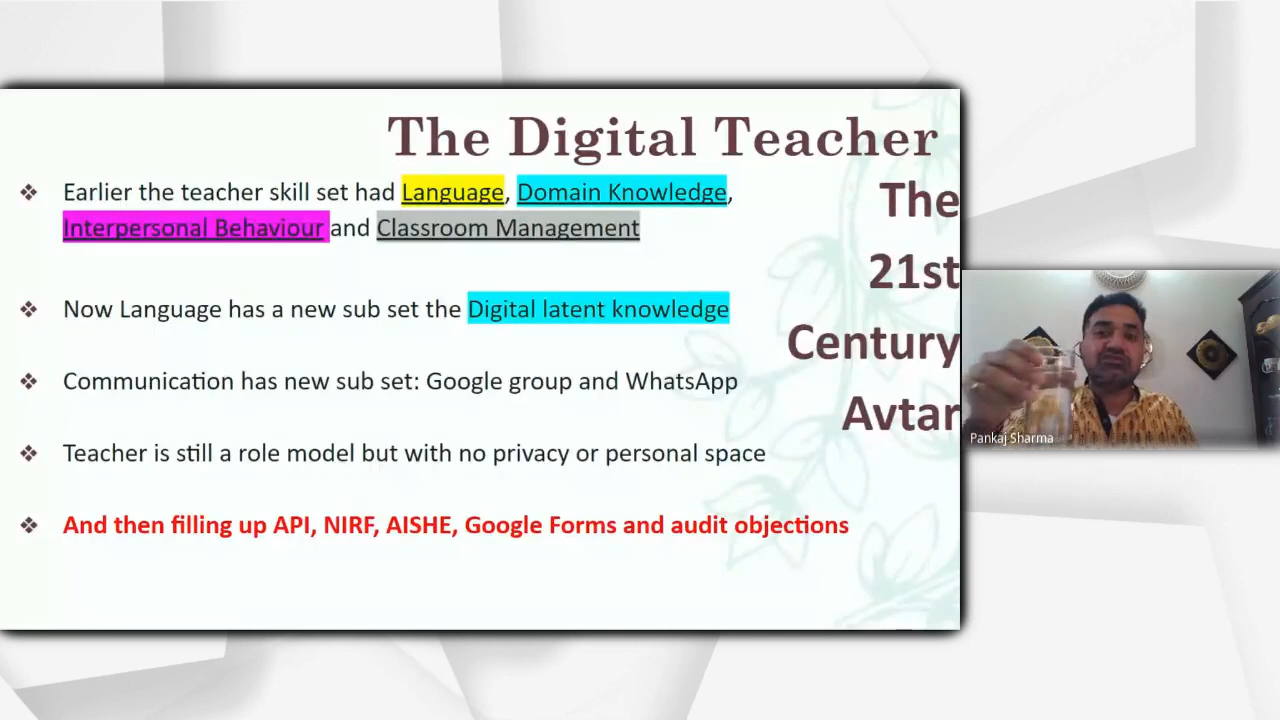 The Digital Teacher
The
21st
Century
Avtar
❖ Earlier the teacher skill set had Language, Domain Knowledge,
Interpersonal Behaviour and Classroom Management
❖ Now Language has a new sub set the Digital latent knowledge
❖ Communication has new sub set: Google group and WhatsApp
❖ Teacher is still a role model but with no privacy or personal space
❖ And then filling up API, NIRF, AISHE, Google Forms and audit objections
Pankaj Sharma